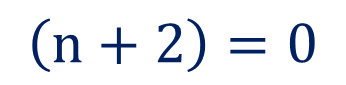 (n + 2) = 0